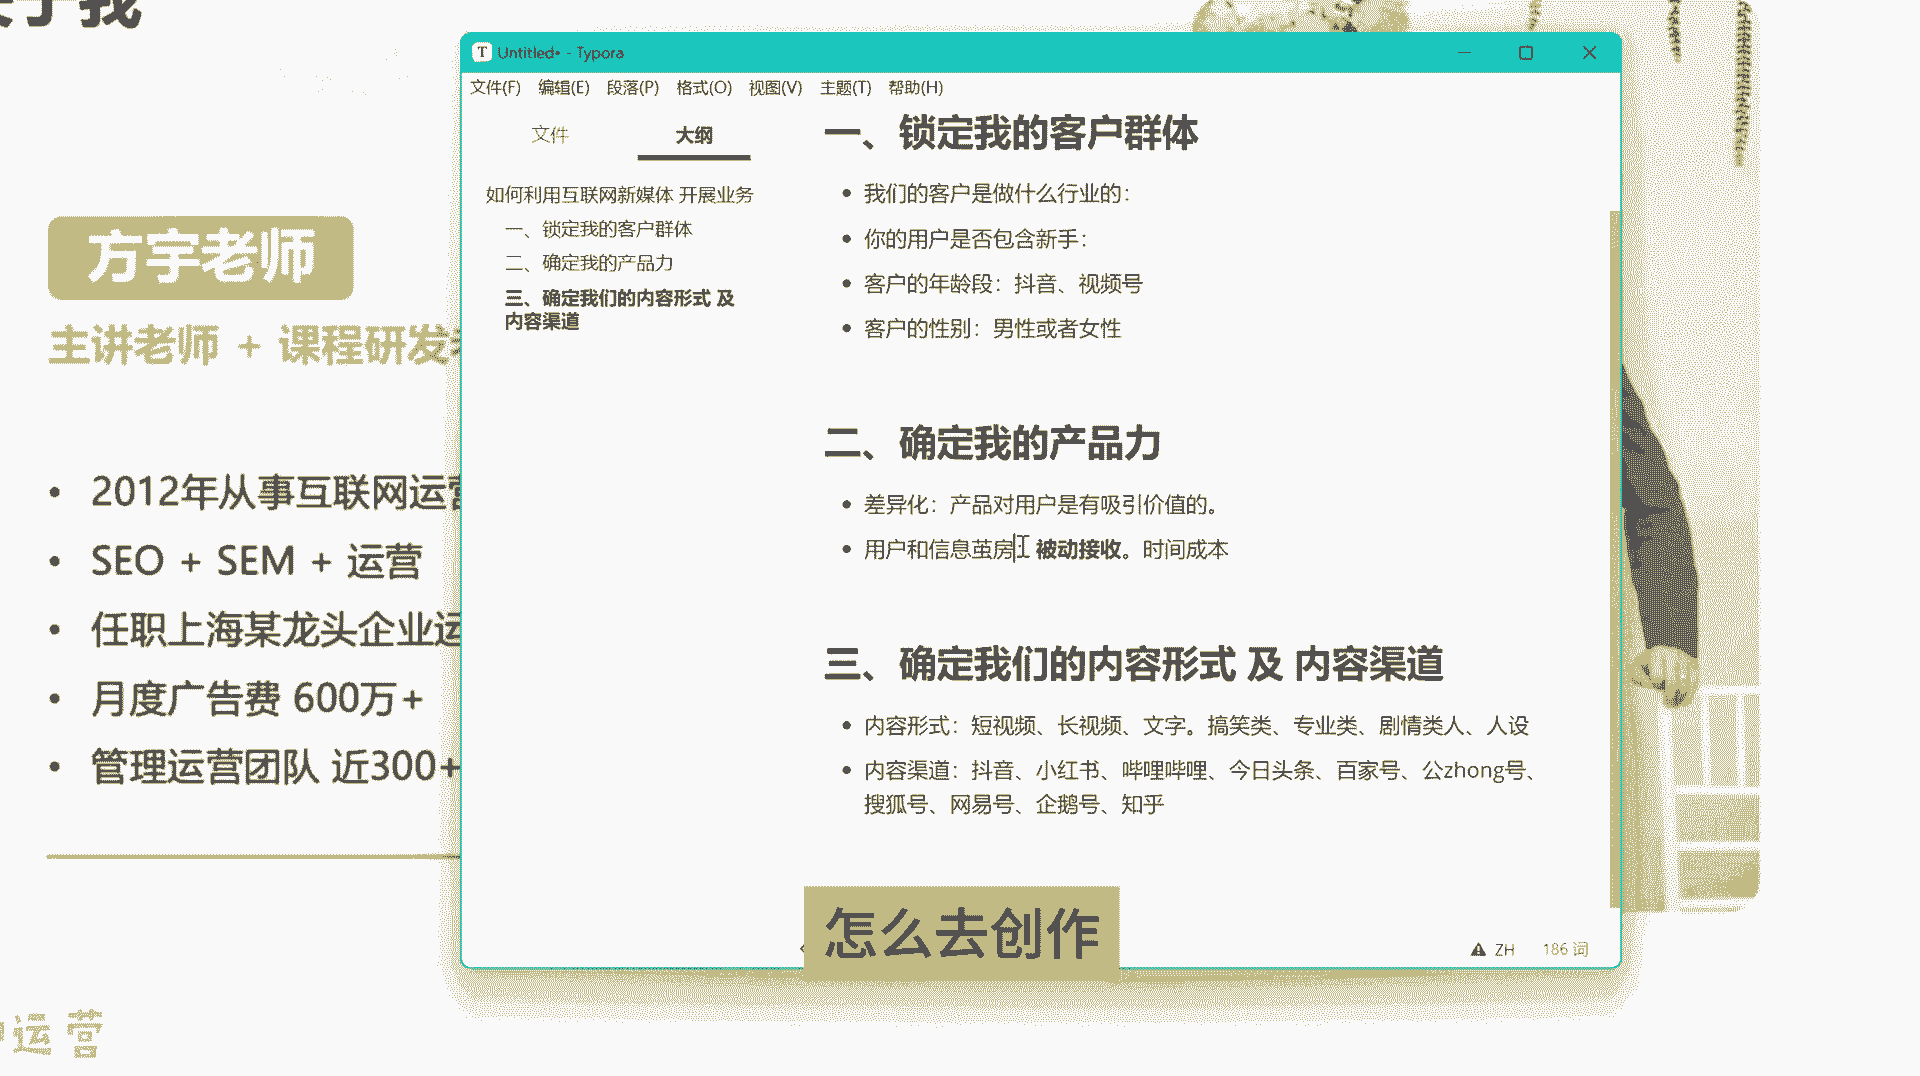 于我
方宇老师
主讲老师 + 课程研发
2012年从事互联网运营
SEO + SEM + 运营
任职上海某龙头企业运
月度广告费 600万+
管理运营团队 近300+
运营
Untitled• - Typora
文件(F) 编辑(E) 段落(P) 格式(O) 视图(V) 主题(T) 帮助(H)
文件 大纲
如何利用互联网新媒体 开展业务
一、锁定我的客户群体
二、确定我的产品力
三、确定我们的内容形式 及
内容渠道
一、锁定我的客户群体
我们的客户是做什么行业的：
你的用户是否包含新手：
客户的年龄段：抖音、视频号
客户的性别：男性或者女性
二、确定我的产品力
差异化：产品对用户是有吸引价值的。
用户和信息茧房 被动接收。时间成本
三、确定我们的内容形式 及 内容渠道
内容形式：短视频、长视频、文字。搞笑类、专业类、剧情类人、人设
内容渠道：抖音、小红书、哔哩哔哩、今日头条、百家号、公zhong号、
搜狐号、网易号、企鹅号、知乎
怎么去创作
ZH 186 词